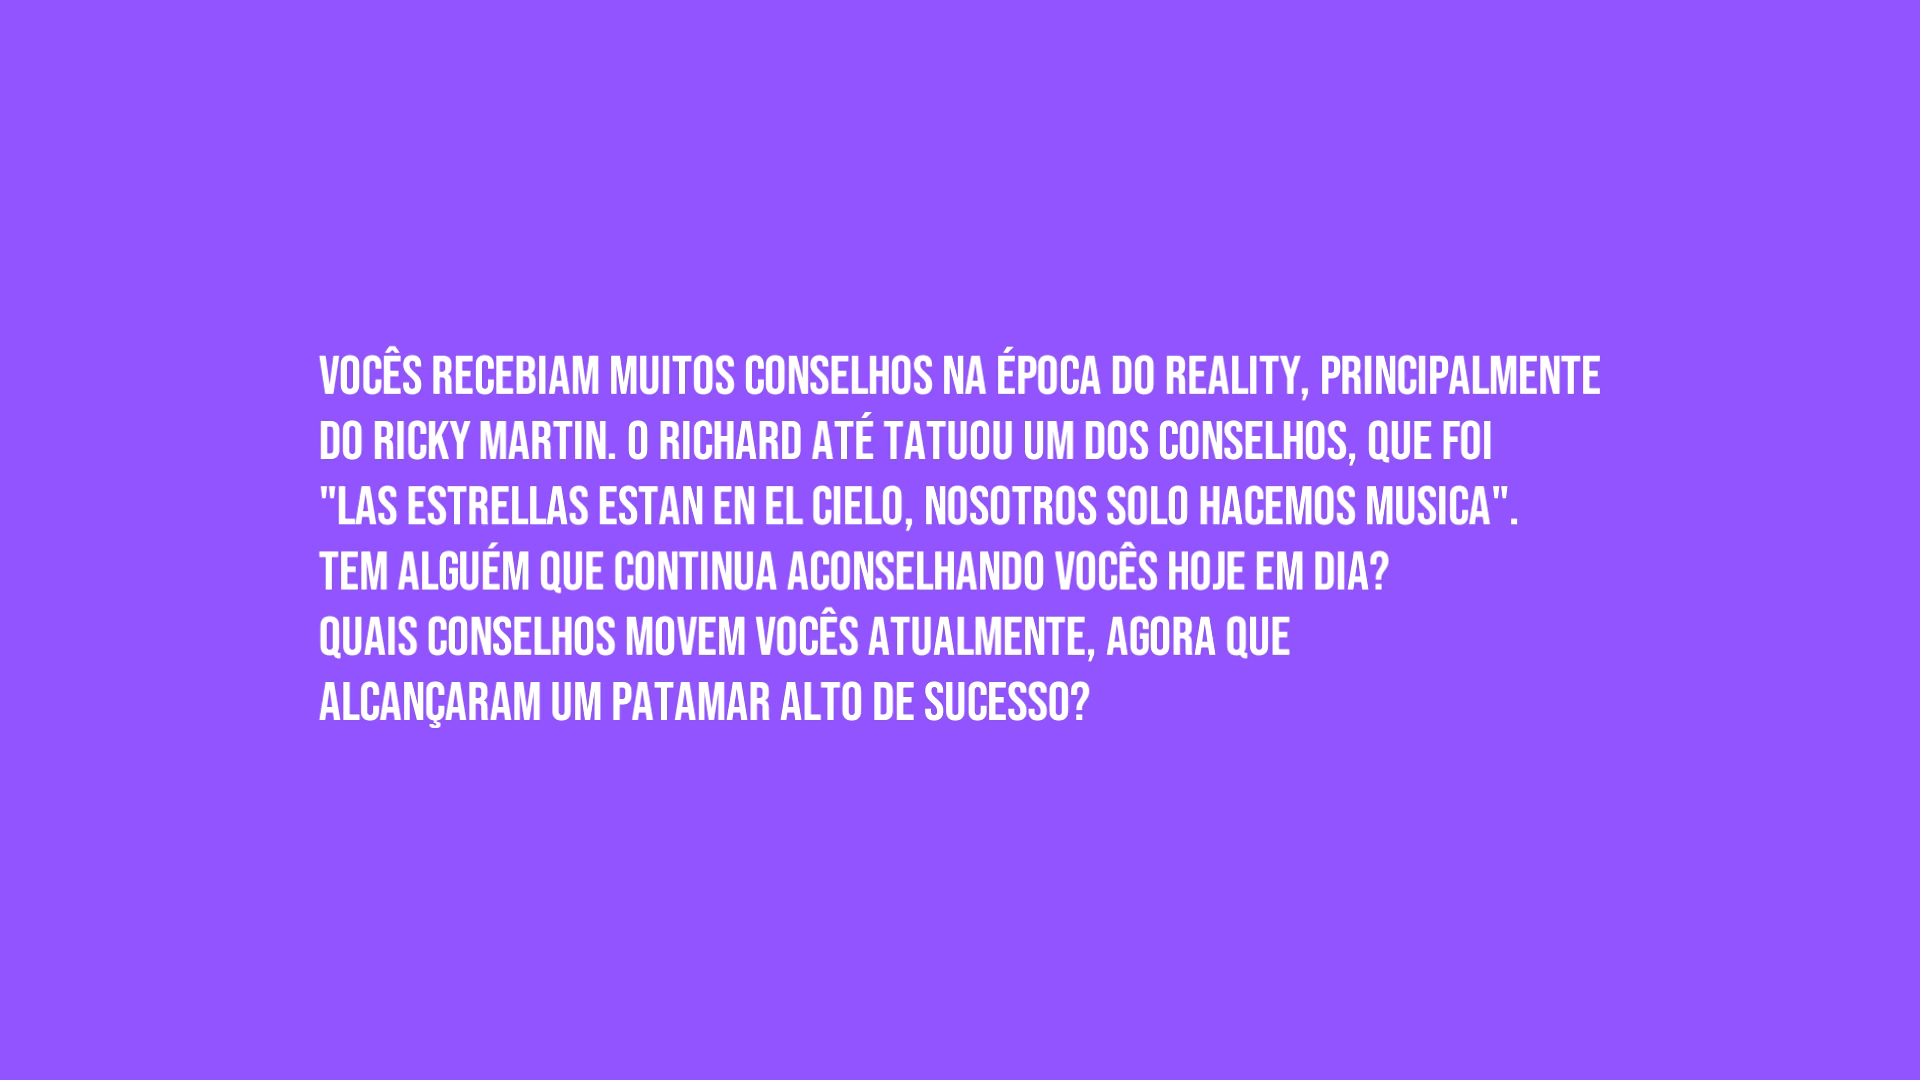 VOCÊS RECEBIAM MUITOS CONSELHOS NA ÉPOCA DO REALITY, PRINCIPALMENTE
DO RICKY MARTIN. O RICHARD ATÉ TATUOU UM DOS CONSELHOS, QUE FOI
"LAS ESTRELLAS ESTAN EN EL CIELO, NOSOTROS SOLO HACEMOS MUSICA".
TEM ALGUÉM QUE CONTINUA ACONSELHANDO VOCÊS HOJE EM DIA?
QUAIS CONSELHOS MOVEM VOCÊS ATUALMENTE, AGORA QUE
ALCANÇARAM UM PATAMAR ALTO DE SUCESSO?